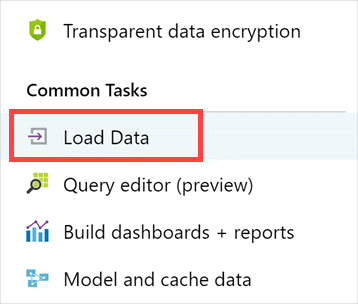 Transparent data encryption
Common Tasks
Load Data
Query editor (preview)
Build dashboards + reports
Model and cache data